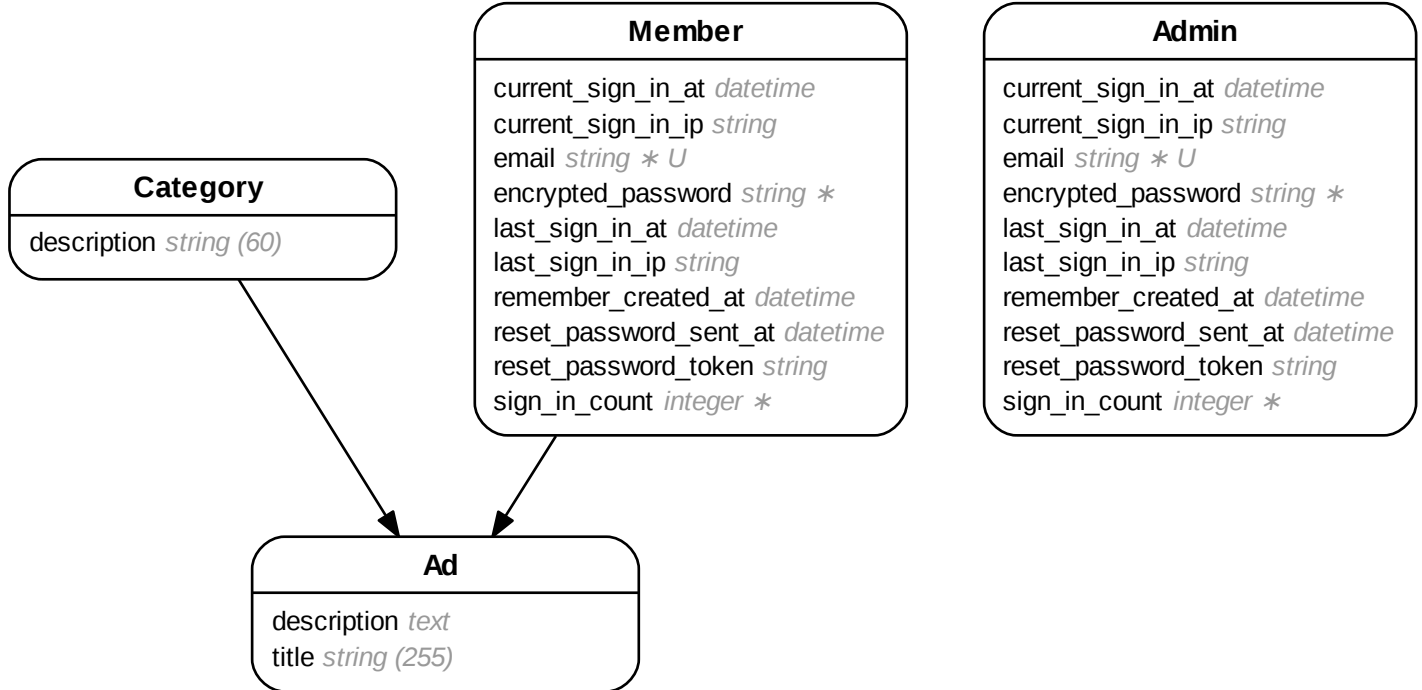 Category
description string (60)
Member
current_sign_in_at datetime
current_sign_in_ip string
email string ∗ U
encrypted_password string ∗
last_sign_in_at datetime
last_sign_in_ip string
remember_created_at datetime
reset_password_sent_at datetime
reset_password_token string
sign_in_count integer ∗
Admin
current_sign_in_at datetime
current_sign_in_ip string
email string ∗ U
encrypted_password string ∗
last_sign_in_at datetime
last_sign_in_ip string
remember_created_at datetime
reset_password_sent_at datetime
reset_password_token string
sign_in_count integer ∗
Ad
description text
title string (255)